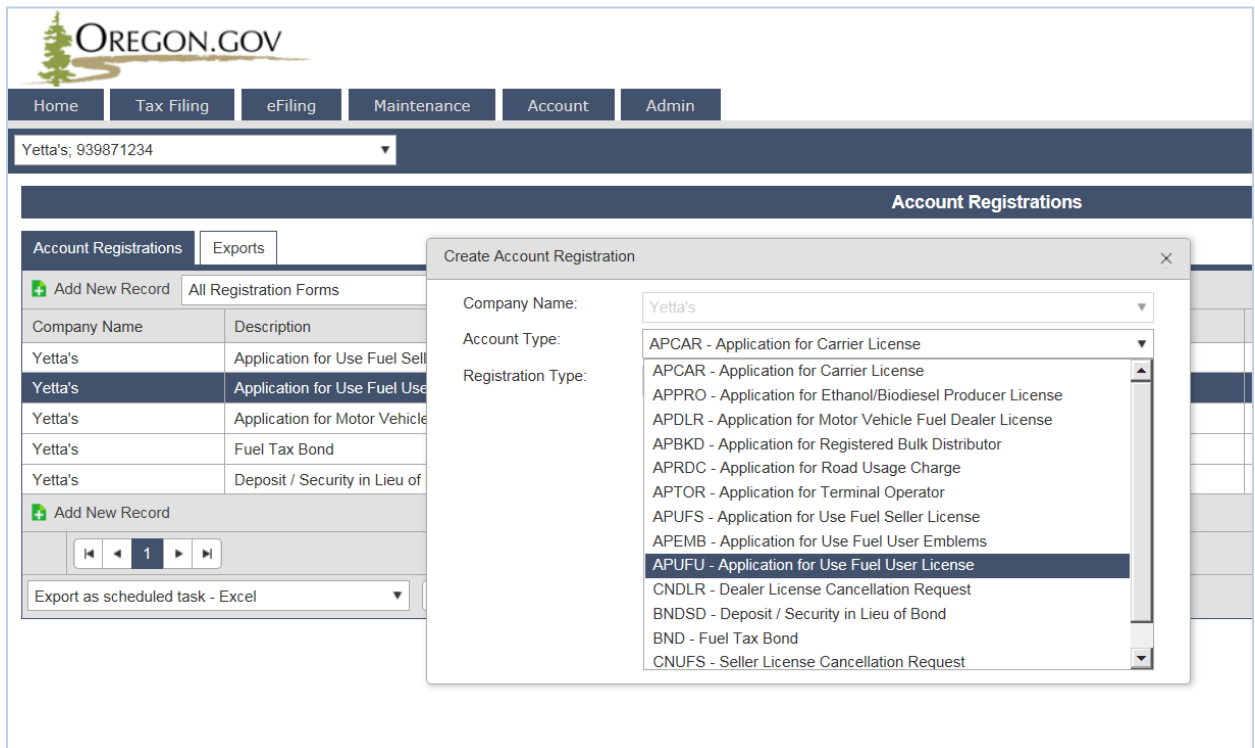 OREGON.GOV
Home Tax Filing eFiling Maintenance Account Admin
Yetta's; 939871234
Account Registrations
Account Registrations Exports
Add New Record All Registration Forms
Company Name Description
Yetta's Application for Use Fuel Sell
Yetta's Application for Use Fuel Use
Yetta's Application for Motor Vehicle
Yetta's Fuel Tax Bond
Yetta's Deposit / Security in Lieu of
Add New Record
1
Export as scheduled task - Excel
Create Account Registration
Company Name: Yetta's
Account Type: APCAR - Application for Carrier License
Registration Type:
APCAR - Application for Carrier License
APPRO - Application for Ethanol/Biodiesel Producer License
APDLR - Application for Motor Vehicle Fuel Dealer License
APBKD - Application for Registered Bulk Distributor
APRDC - Application for Road Usage Charge
APTOR - Application for Terminal Operator
APUFS - Application for Use Fuel Seller License
APEMB - Application for Use Fuel User Emblems
APUFU - Application for Use Fuel User License
CNDLR - Dealer License Cancellation Request
BNDSD - Deposit / Security in Lieu of Bond
BND - Fuel Tax Bond
CNUFS - Seller License Cancellation Request